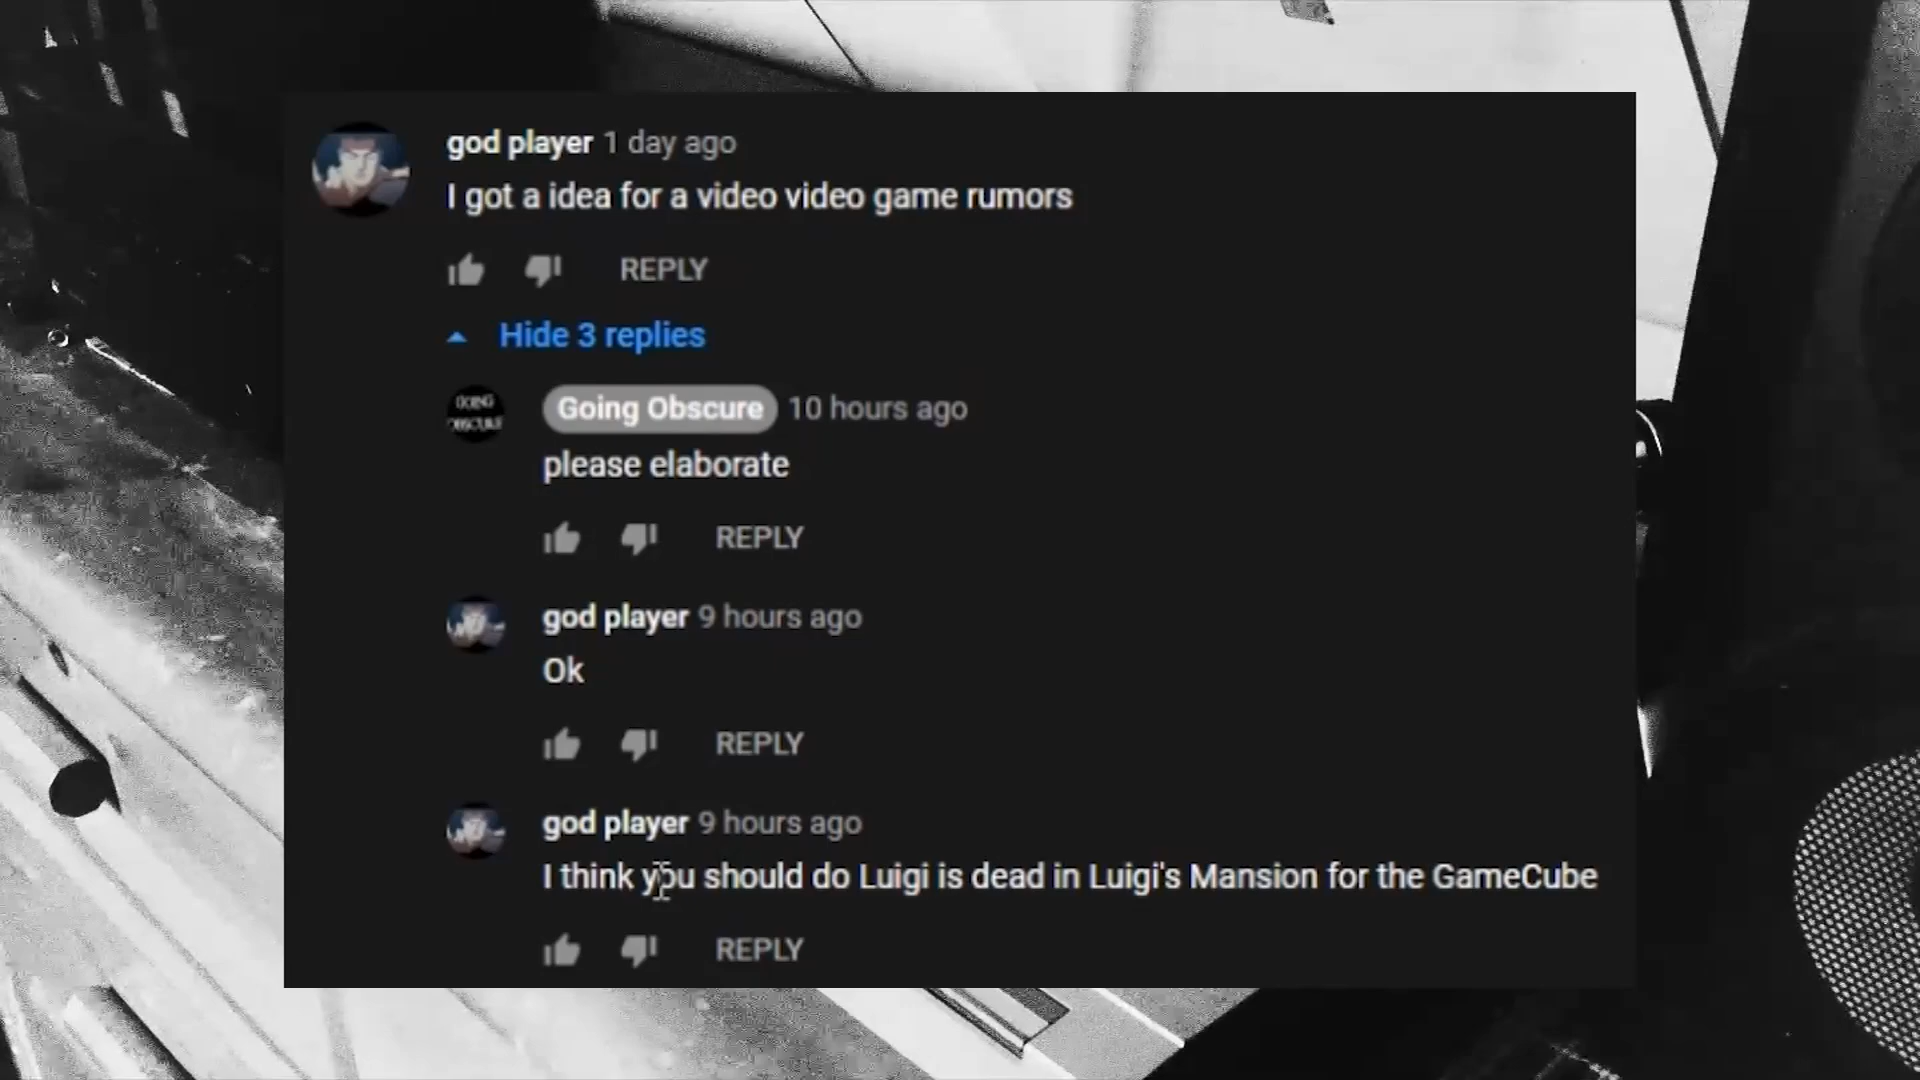 god player 1 day ago
I got a idea for a video video game rumors
REPLY
Hide 3 replies
GOING
OBSCURE
Going Obscure 10 hours ago
please elaborate
REPLY
god player 9 hours ago
Ok
REPLY
god player 9 hours ago
I think you should do Luigi is dead in Luigi's Mansion for the GameCube
REPLY